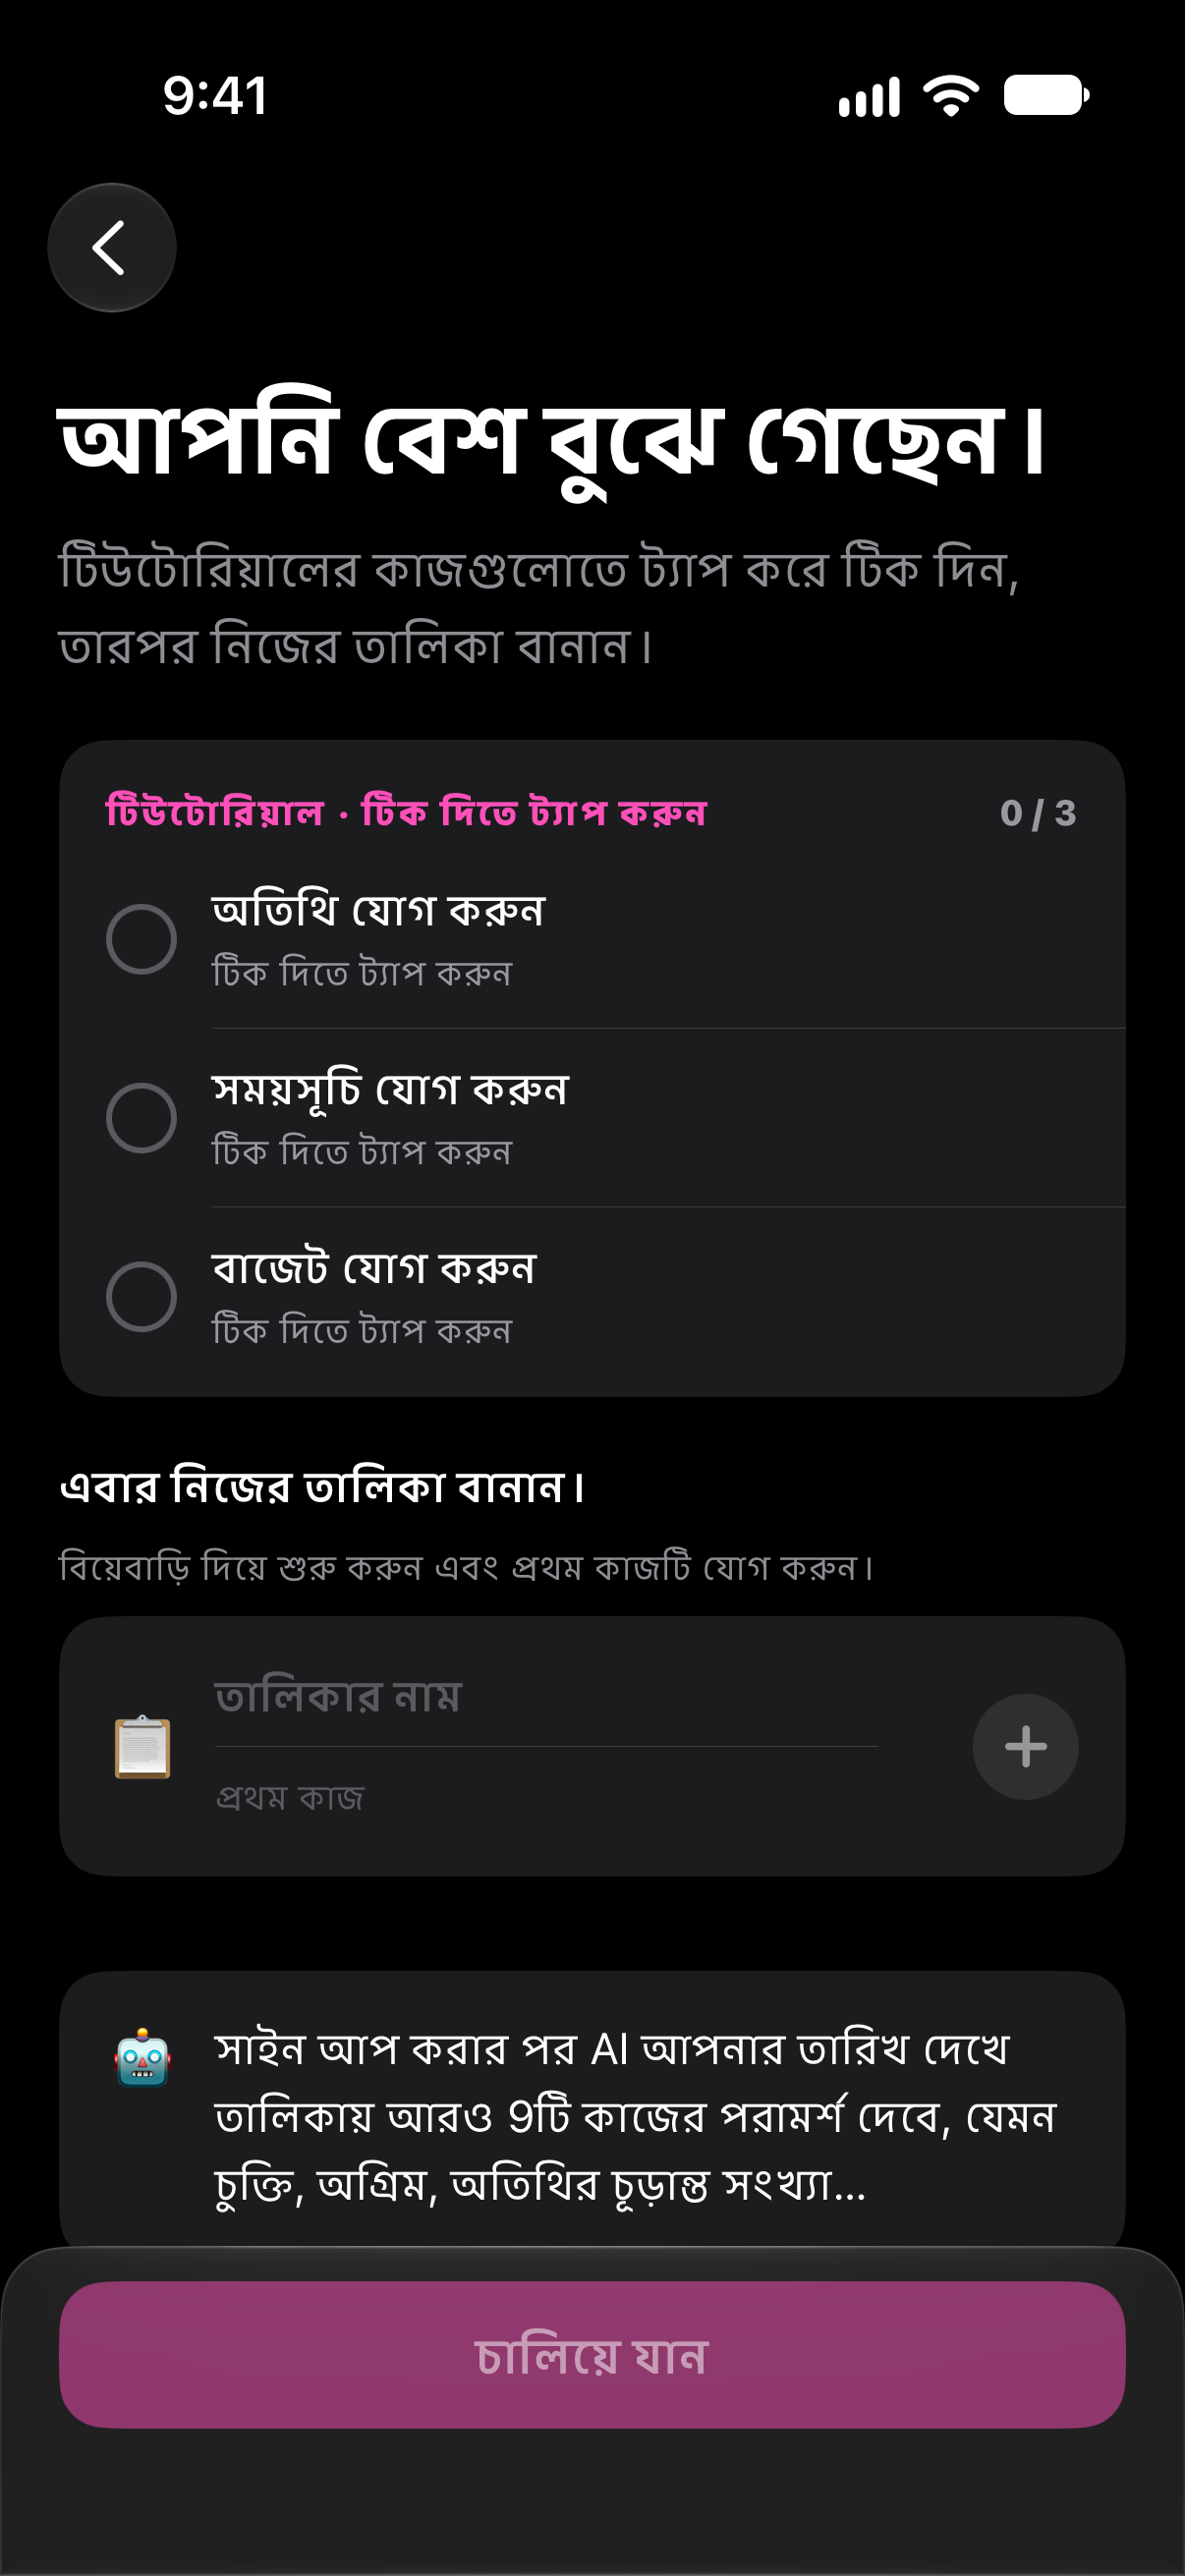 9:41
আপনি বেশ বুঝে গেছেন।
টিউটোরিয়ালের কাজগুলোতে ট্যাপ করে টিক দিন,
তারপর নিজের তালিকা বানান।
টিউটোরিয়াল · টিক দিতে ট্যাপ করুন
0 / 3
অতিথি যোগ করুন
টিক দিতে ট্যাপ করুন
সময়সূচি যোগ করুন
টিক দিতে ট্যাপ করুন
বাজেট যোগ করুন
টিক দিতে ট্যাপ করুন
এবার নিজের তালিকা বানান।
বিয়েবাড়ি দিয়ে শুরু করুন এবং প্রথম কাজটি যোগ করুন।
তালিকার নাম
প্রথম কাজ
সাইন আপ করার পর AI আপনার তারিখ দেখে
তালিকায় আরও 9টি কাজের পরামর্শ দেবে, যেমন
চুক্তি, অগ্রিম, অতিথির চূড়ান্ত সংখ্যা...
চালিয়ে যান